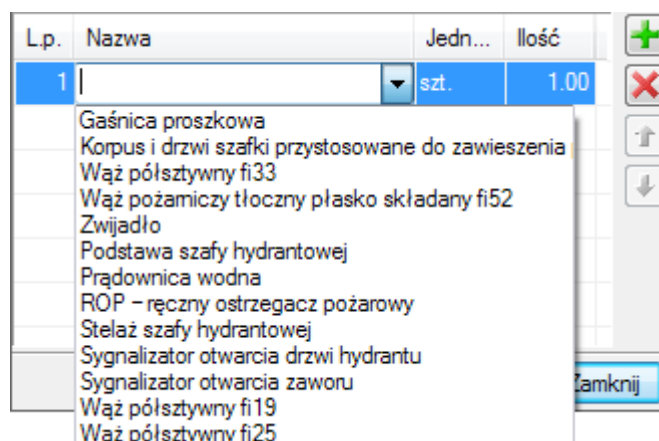 L.p. Nazwa Jedn... Ilość
1 szt. 1.00
Gaśnica proszkowa
Korpus i drzwi szafki przystosowane do zawieszenia
Wąż półsztywny fi33
Wąż pożarniczy tłoczny płasko składany fi52
Zwijadło
Podstawa szafy hydrantowej
Prądownica wodna
ROP – ręczny ostrzegacz pożarowy
Stelaż szafy hydrantowej
Sygnalizator otwarcia drzwi hydrantu
Sygnalizator otwarcia zaworu
Zamknij
Wąż półsztywny fi19
Wąż półsztywny fi25